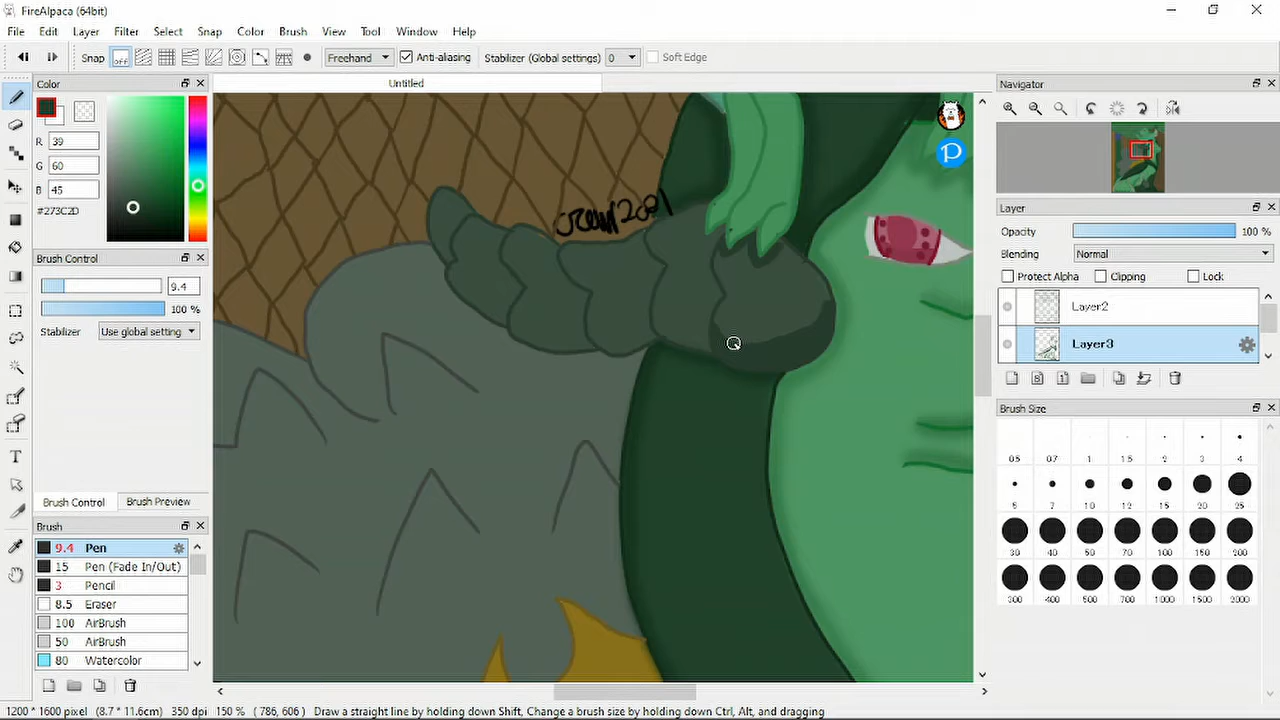 FireAlpaca (64bit)
File Edit Layer Filter Select Snap Color Brush View Tool Window Help
Snap OFF Freehand Anti-aliasing Stabilizer (Global settings) 0 Soft Edge
Color
R 39
G 60
B 45
#273C2D
Brush Control
9.4
100 %
Stabilizer Use global setting
Brush Control Brush Preview
Brush
9.4 Pen
15 Pen (Fade In/Out)
3 Pencil
8.5 Eraser
100 AirBrush
50 AirBrush
80 Watercolor
Untitled
P
Navigator
Layer
Opacity 100 %
Blending Normal
Protect Alpha Clipping Lock
Layer2
Layer3
8 1
Brush Size
0.5 0.7 1 1.5 2 3 4
5 7 10 12 15 20 25
30 40 50 70 100 150 200
300 400 500 700 1000 1500 2000
1200 * 1600 pixel (8.7 * 11.6cm) 350 dpi 150 % ( 786, 606 ) Draw a straight line by holding down Shift, Change a brush size by holding down Ctrl, Alt, and dragging